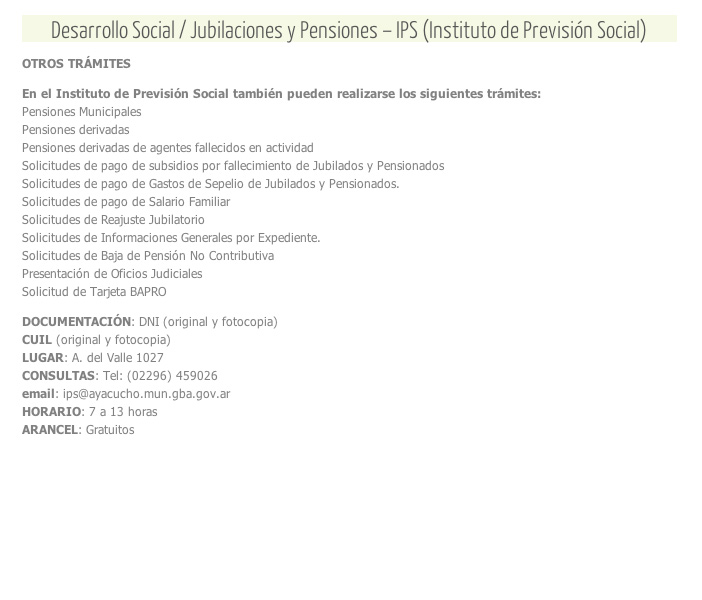 Desarrollo Social / Jubilaciones y Pensiones – IPS (Instituto de Previsión Social)
OTROS TRÁMITES
En el Instituto de Previsión Social también pueden realizarse los siguientes trámites:
Pensiones Municipales
Pensiones derivadas
Pensiones derivadas de agentes fallecidos en actividad
Solicitudes de pago de subsidios por fallecimiento de Jubilados y Pensionados
Solicitudes de pago de Gastos de Sepelio de Jubilados y Pensionados.
Solicitudes de pago de Salario Familiar
Solicitudes de Reajuste Jubilatorio
Solicitudes de Informaciones Generales por Expediente.
Solicitudes de Baja de Pensión No Contributiva
Presentación de Oficios Judiciales
Solicitud de Tarjeta BAPRO
DOCUMENTACIÓN: DNI (original y fotocopia)
CUIL (original y fotocopia)
LUGAR: A. del Valle 1027
CONSULTAS: Tel: (02296) 459026
email: ips@ayacucho.mun.gba.gov.ar
HORARIO: 7 a 13 horas
ARANCEL: Gratuitos